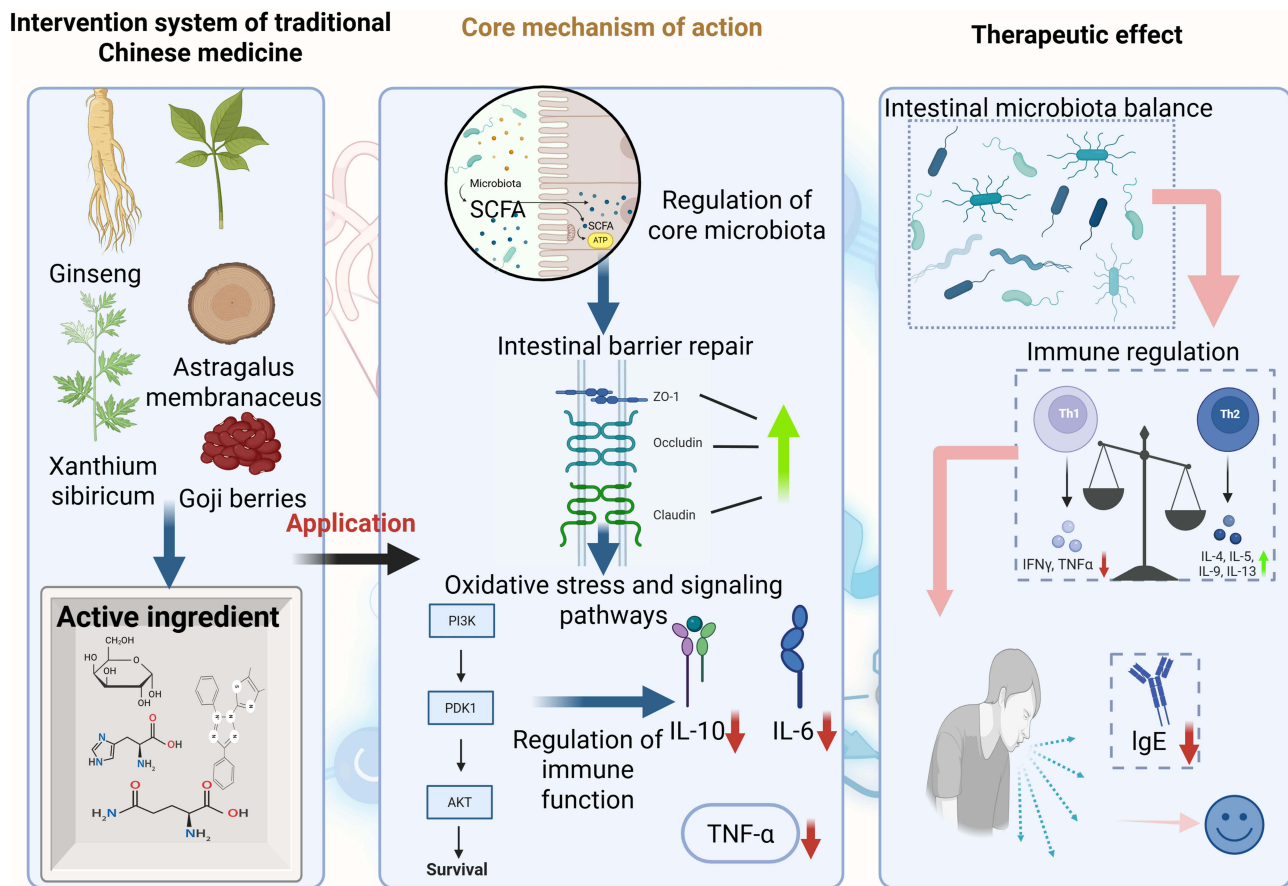 Intervention system of traditional
Chinese medicine
Ginseng
Astragalus
membranaceus
Xanthium
sibiricum
Goji berries
Active ingredient
CH₂OH
HO
O
OH
HO
OH
OH
N
HN
O
OH
NH₂
S
N
N
N
N
N
H₂N
O
O
OH
NH₂
Application
Core mechanism of action
Microbiota
SCFA
SCFA
ATP
Regulation of
core microbiota
Intestinal barrier repair
ZO-1
Occludin
Claudin
Oxidative stress and signaling
pathways
PI3K
PDK1
AKT
Survival
Regulation of
immune
function
IL-10
IL-6
TNF-α
Therapeutic effect
Intestinal microbiota balance
Immune regulation
Th1
Th2
IFNγ, TNFα
IL-4, IL-5,
IL-9, IL-13
IgE